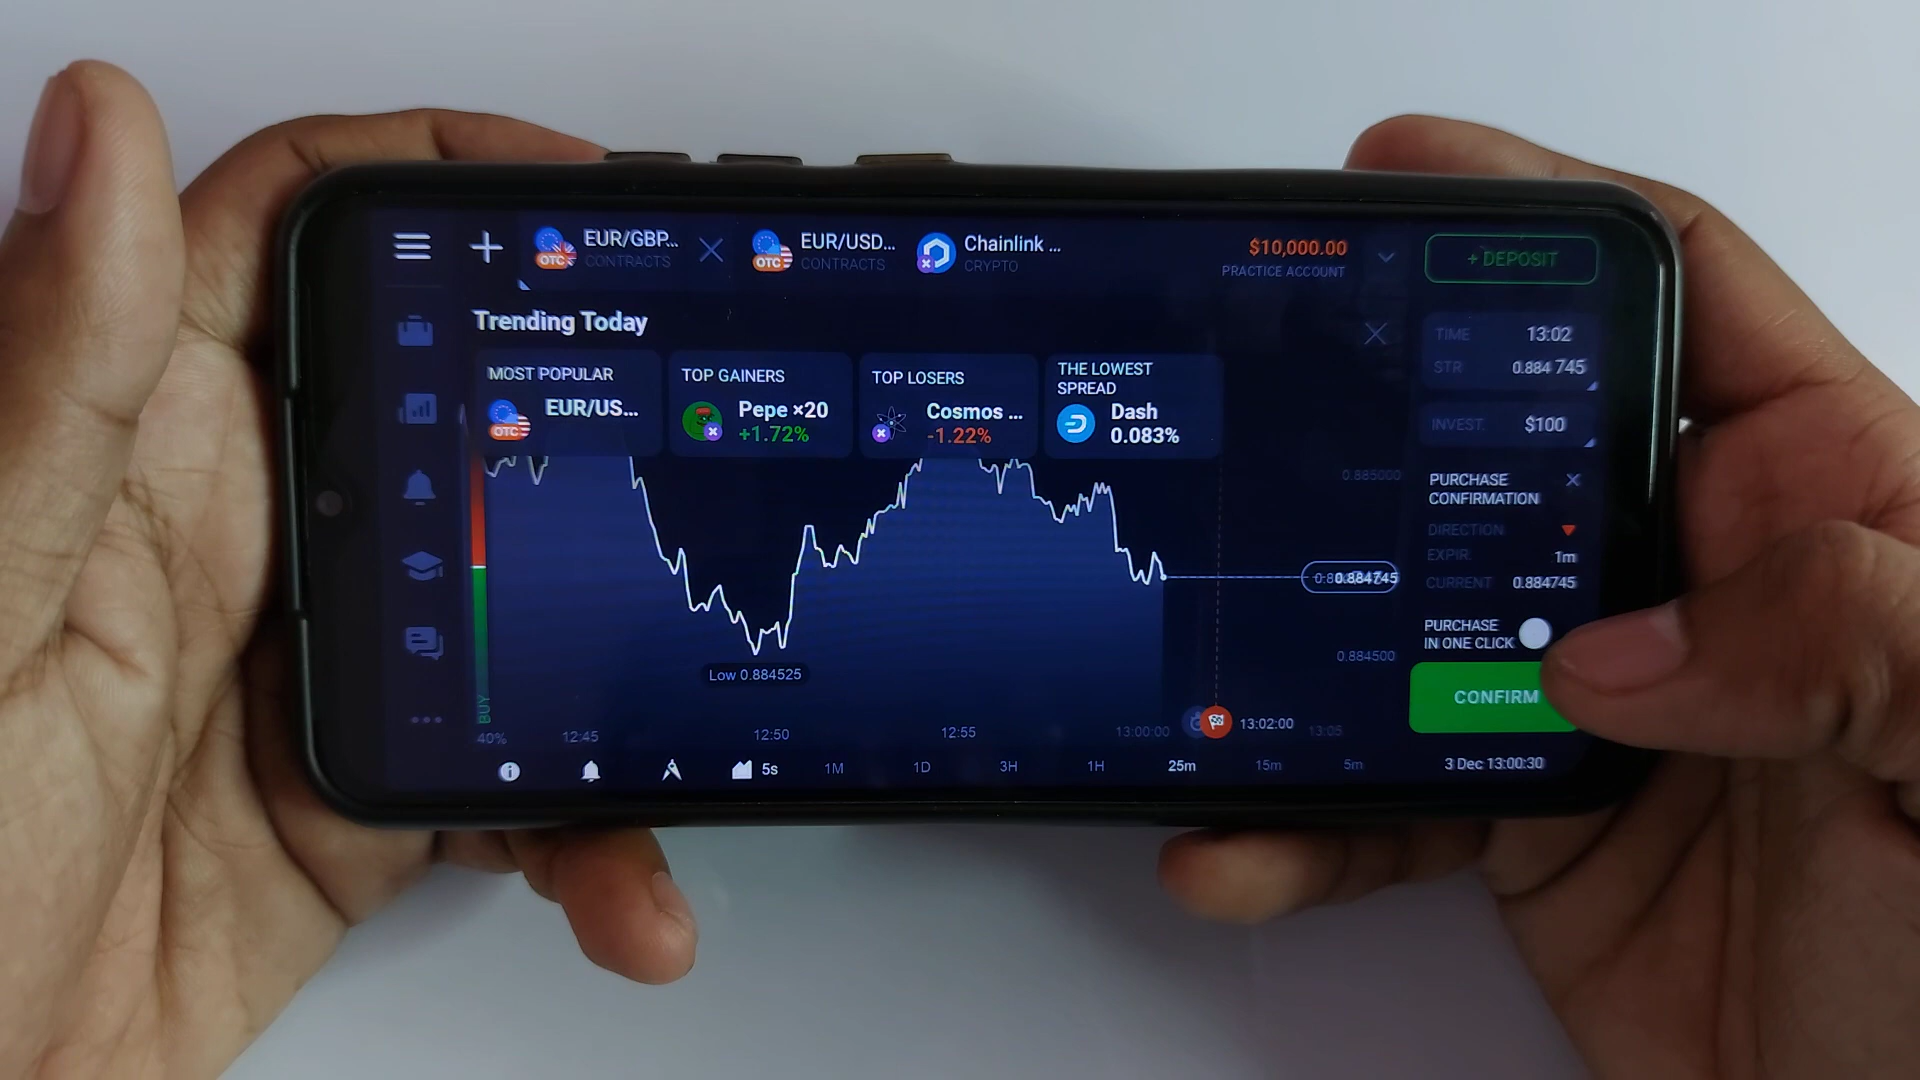 EUR/GBP...
CONTRACTS
OTC
EUR/USD...
CONTRACTS
OTC
Chainlink ...
CRYPTO
$10,000.00
PRACTICE ACCOUNT
+ DEPOSIT
Trending Today
MOST POPULAR
EUR/US...
OTC
TOP GAINERS
Pepe ×20
+1.72%
TOP LOSERS
Cosmos ...
-1.22%
THE LOWEST
SPREAD
Dash
0.083%
TIME 13:02
STR 0.884 745
INVEST. $100
PURCHASE
CONFIRMATION
DIRECTION
EXPIR. 1m
CURRENT 0.884745
PURCHASE
IN ONE CLICK
CONFIRM
3 Dec 13:00:30
0.885000
0.884745
0.884500
Low 0.884525
BUY
40% 12:45 12:50 12:55 13:00:00 13:02:00 13:05
5s 1M 1D 3H 1H 25m 15m 5m